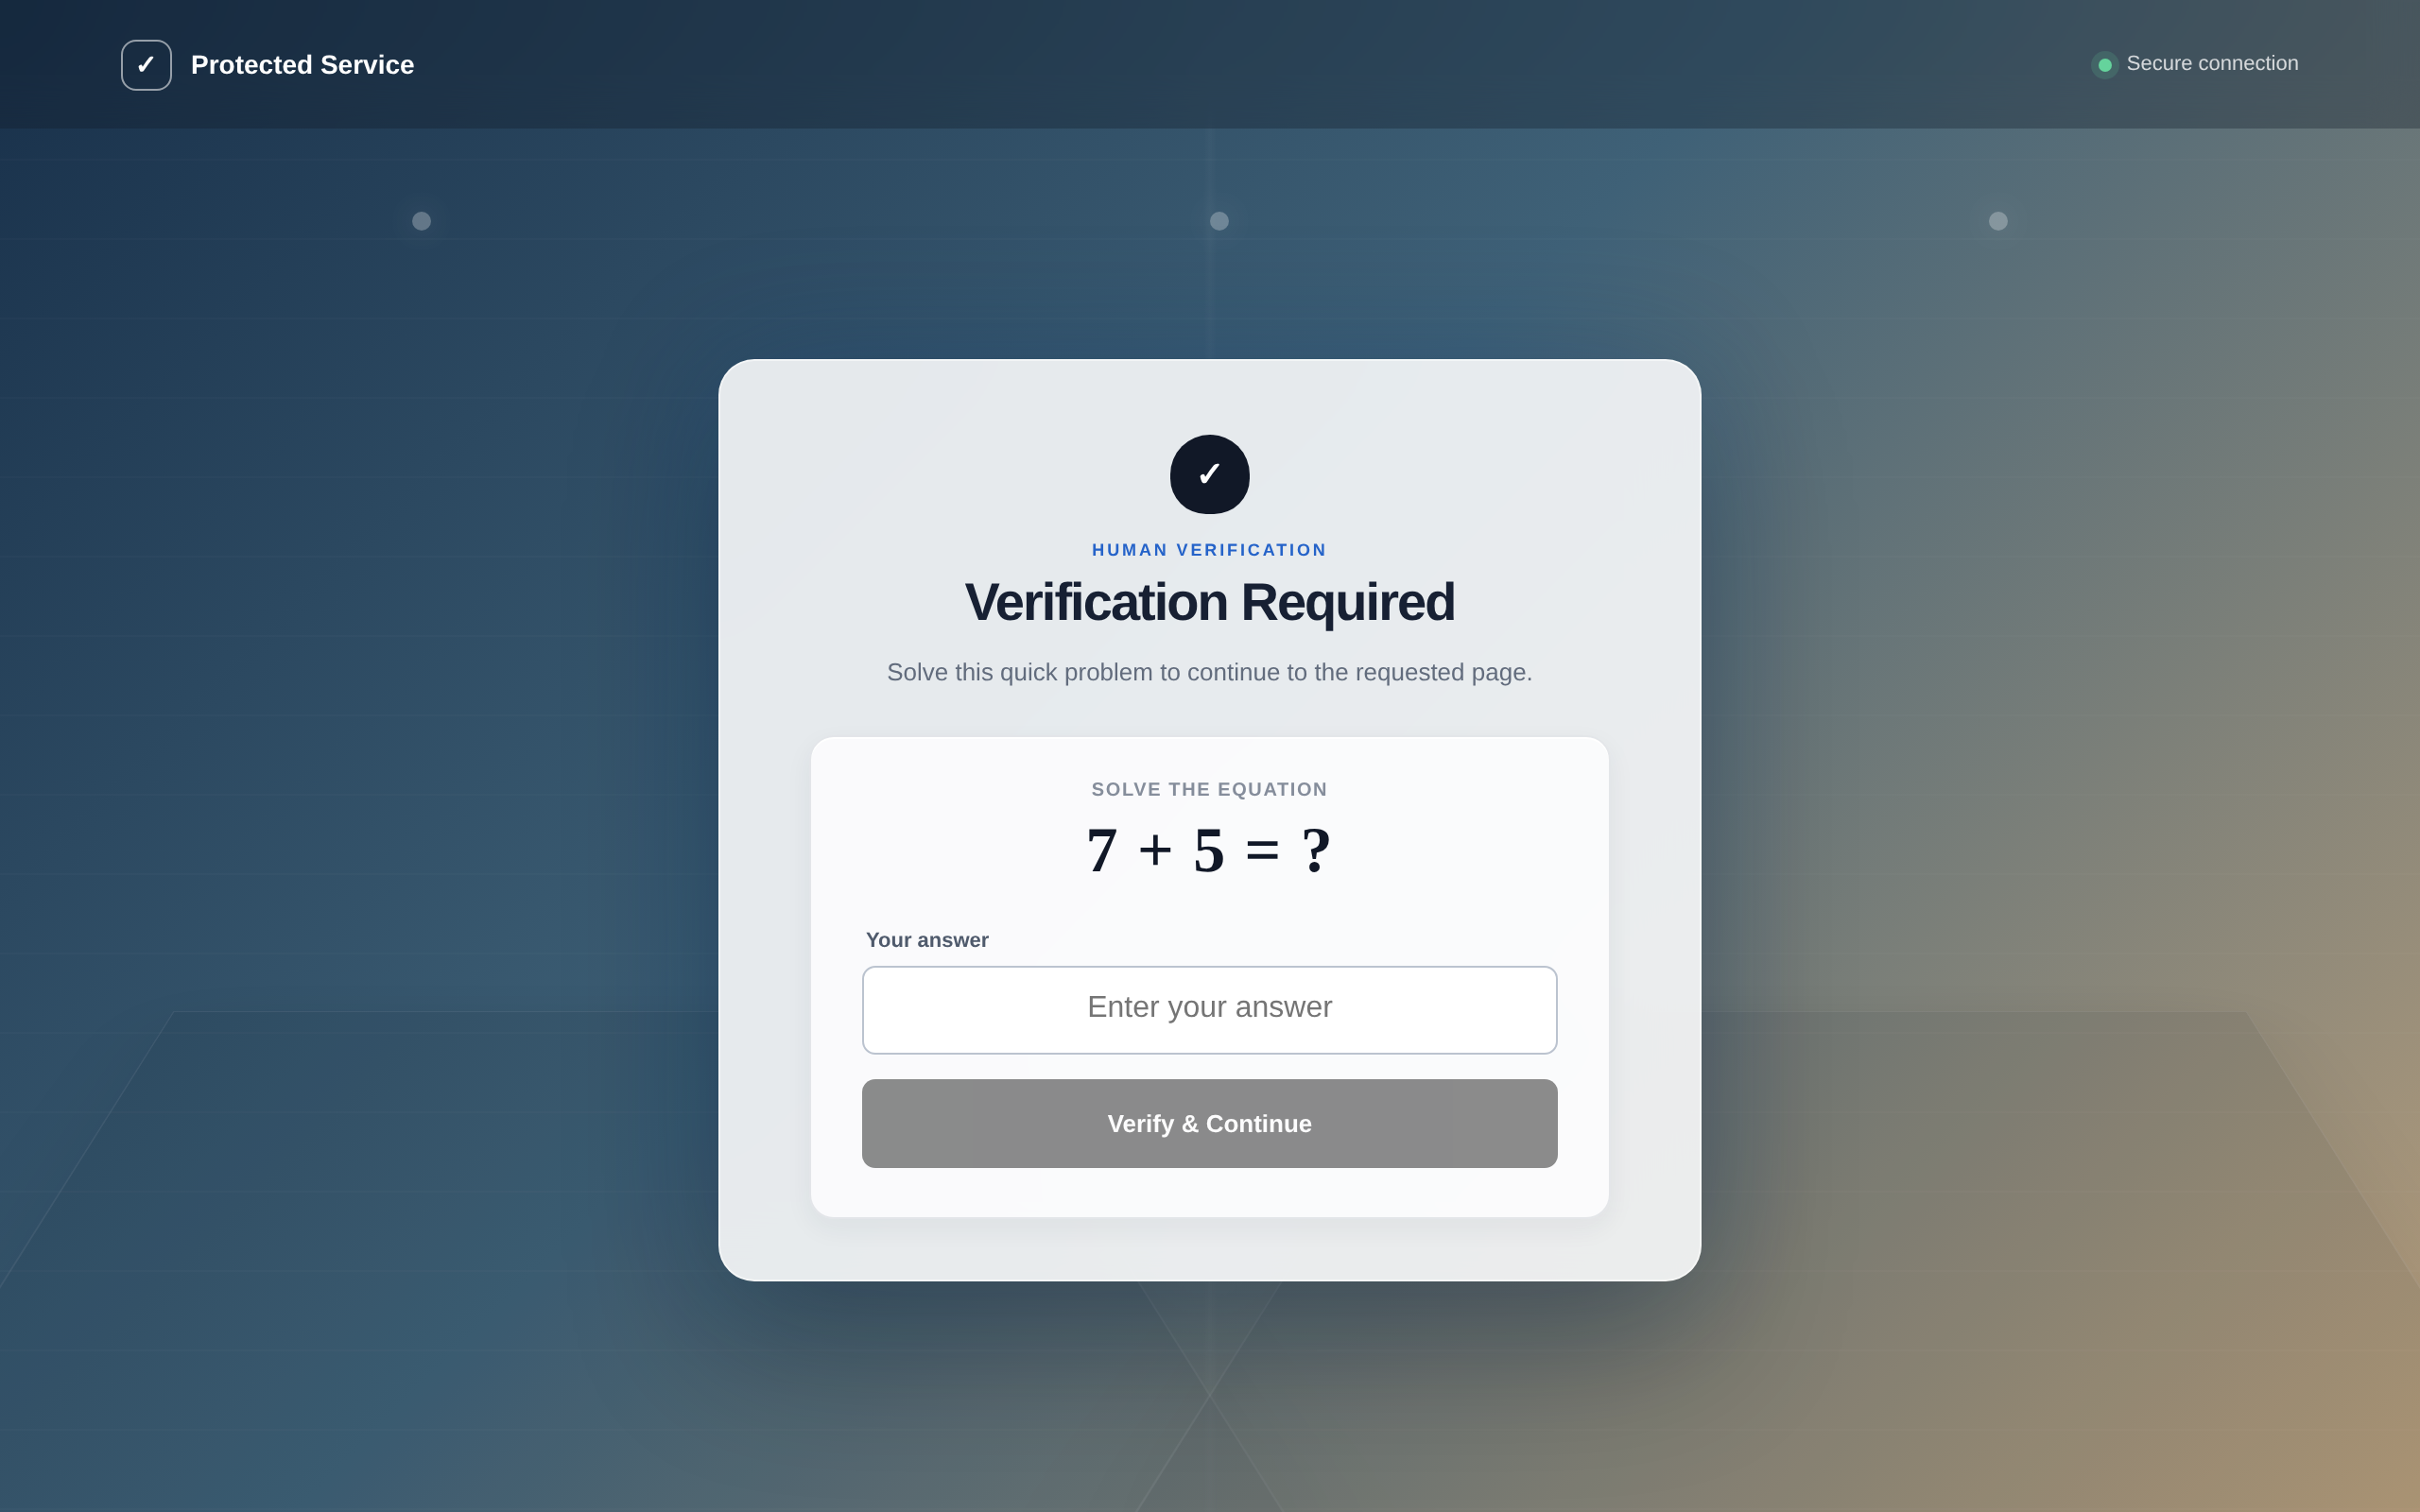 ✓ Protected Service
Secure connection
✓
HUMAN VERIFICATION
Verification Required
Solve this quick problem to continue to the requested page.
SOLVE THE EQUATION
7 + 5 = ?
Your answer
Enter your answer
Verify & Continue